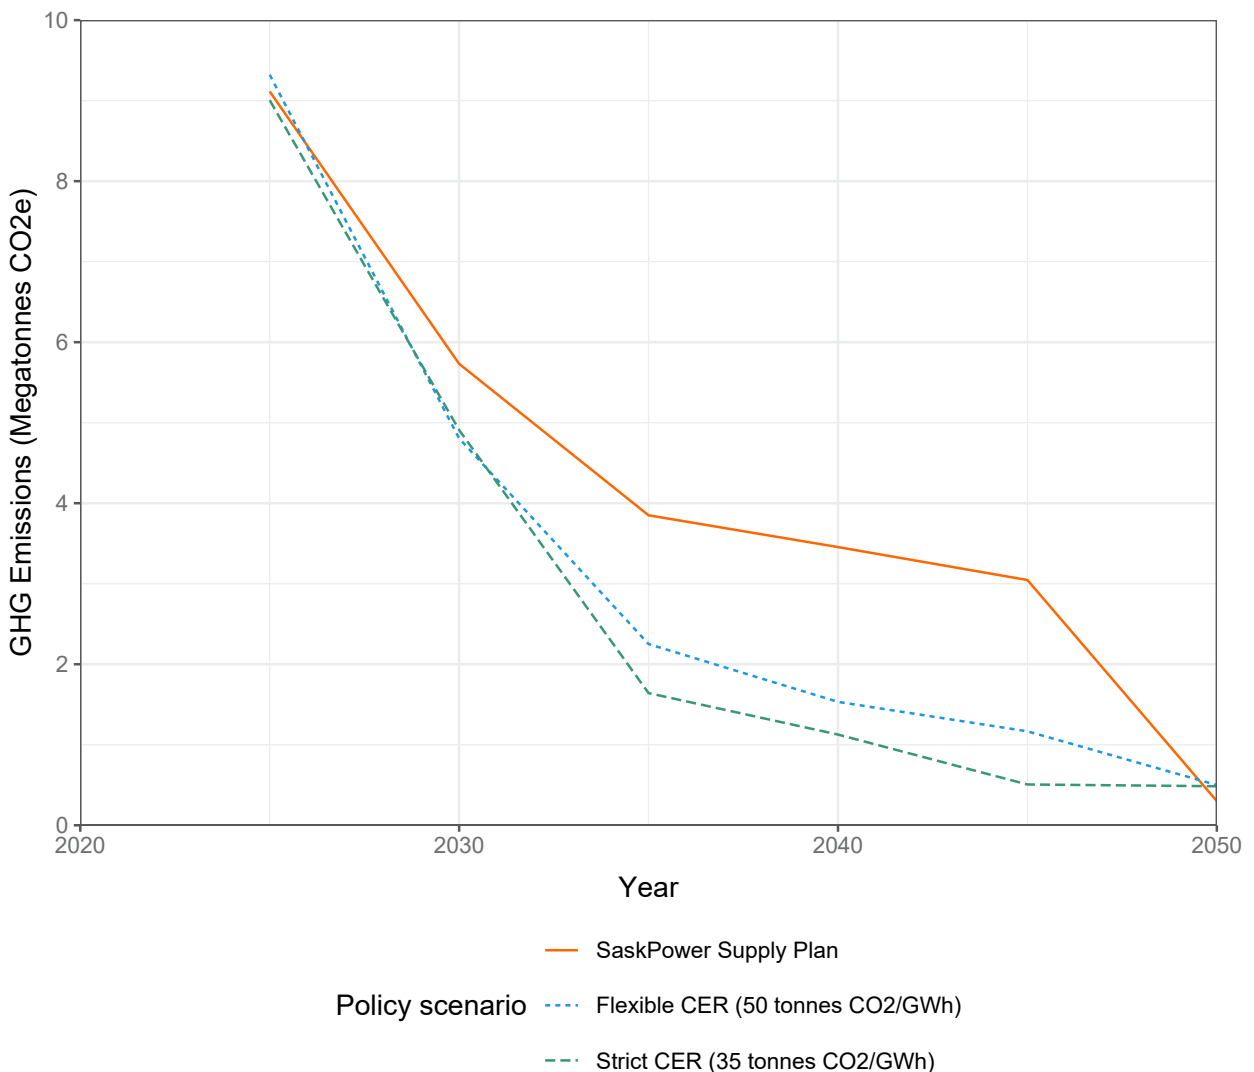 10
8
6
4
2
0
GHG Emissions (Megatonnes CO2e)
2020 2030 2040 2050
Year
Policy scenario
SaskPower Supply Plan
Flexible CER (50 tonnes CO2/GWh)
Strict CER (35 tonnes CO2/GWh)